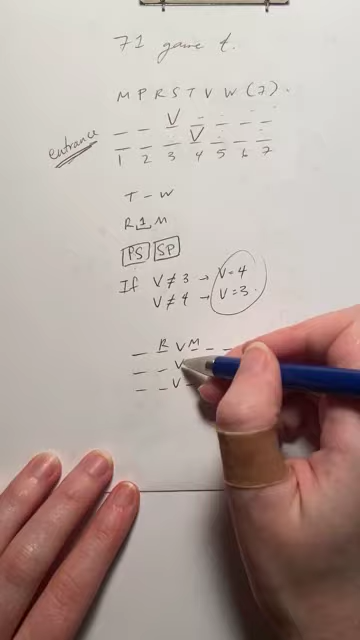 71 game t.
M P R S T V W (7).
V
entrance _ _ _ V _ _ _
1 2 3 4 5 6 7
T – W
R 1 M
PS SP
If V ≠ 3 → V = 4
V ≠ 4 → V = 3.
_ R V M _ _ _
_ _ V
_ _ V _